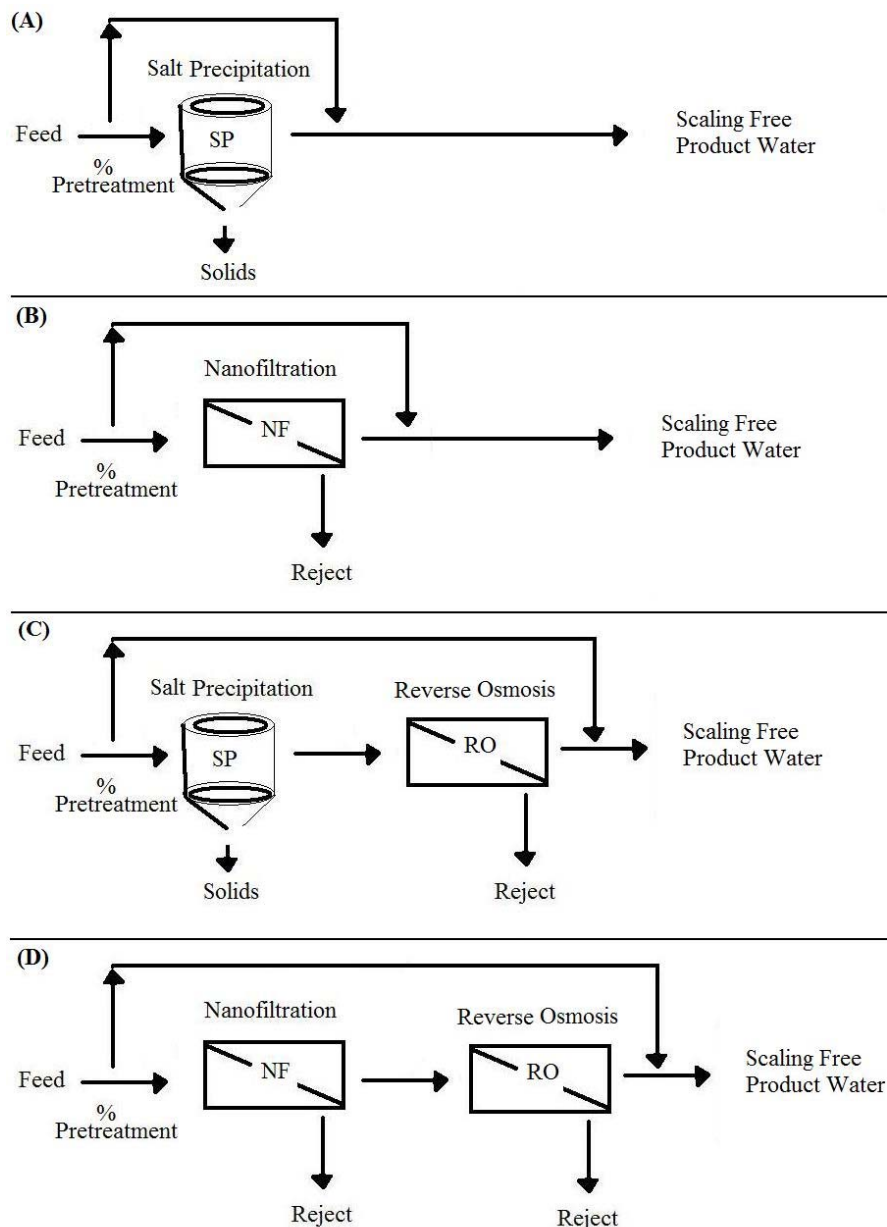 (A)
Salt Precipitation
Feed
SP
%
Pretreatment
Solids
Scaling Free
Product Water
(B)
Nanofiltration
Feed
NF
%
Pretreatment
Reject
Scaling Free
Product Water
(C)
Salt Precipitation
Reverse Osmosis
Feed
SP
RO
%
Pretreatment
Solids
Reject
Scaling Free
Product Water
(D)
Nanofiltration
Reverse Osmosis
Feed
NF
RO
%
Pretreatment
Reject
Reject
Scaling Free
Product Water